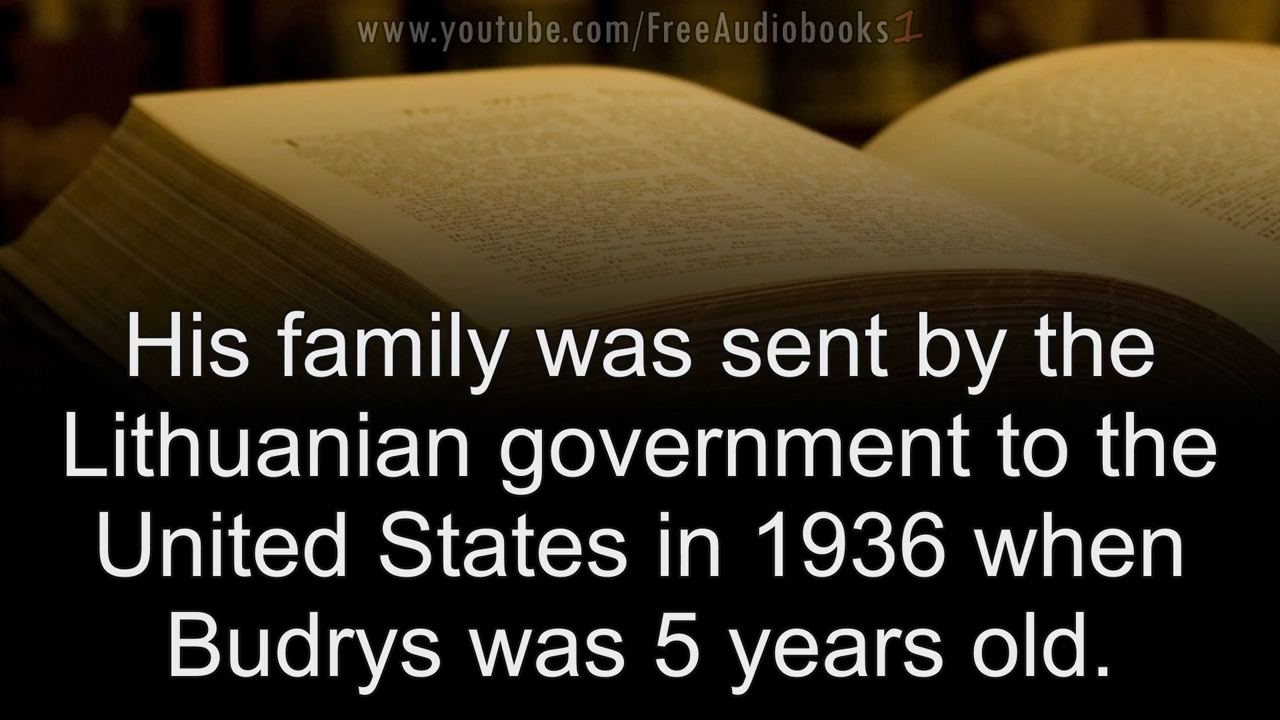 www.youtube.com/FreeAudiobooks1
His family was sent by the
Lithuanian government to the
United States in 1936 when
Budrys was 5 years old.